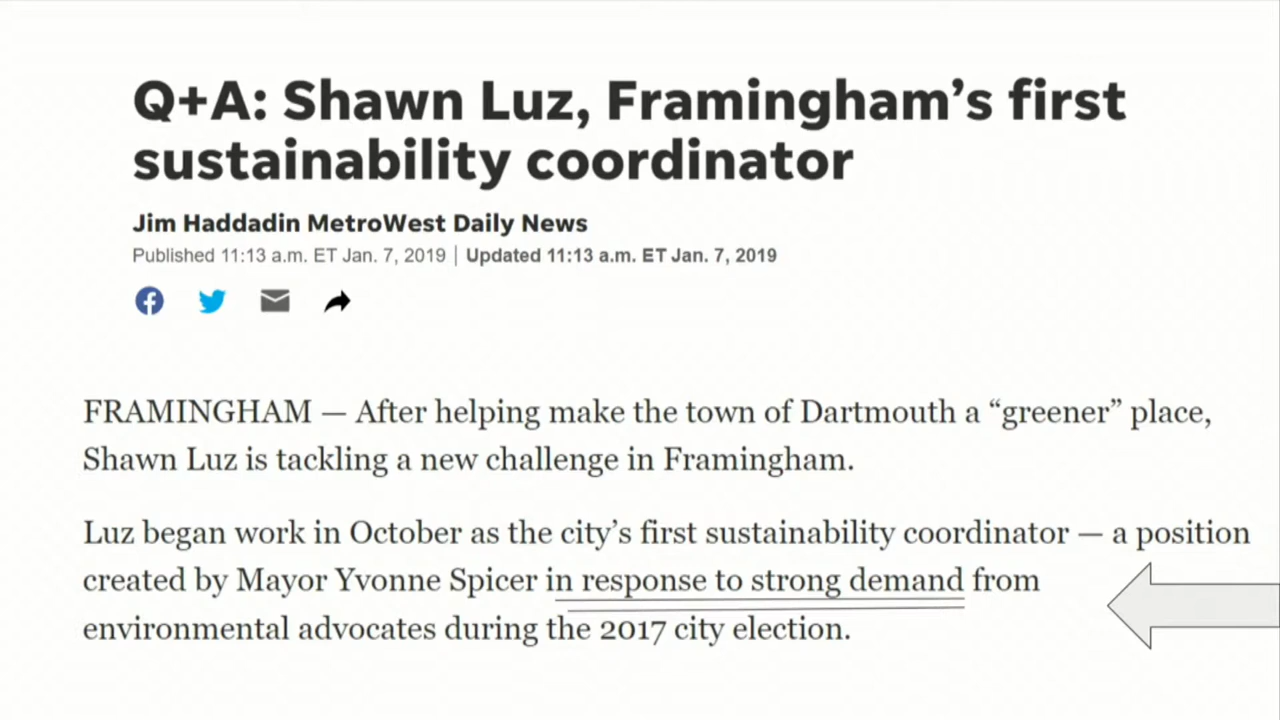 Q+A: Shawn Luz, Framingham’s first
sustainability coordinator
Jim Haddadin MetroWest Daily News
Published 11:13 a.m. ET Jan. 7, 2019 | Updated 11:13 a.m. ET Jan. 7, 2019
FRAMINGHAM — After helping make the town of Dartmouth a “greener” place,
Shawn Luz is tackling a new challenge in Framingham.
Luz began work in October as the city’s first sustainability coordinator — a position
created by Mayor Yvonne Spicer in response to strong demand from
environmental advocates during the 2017 city election.